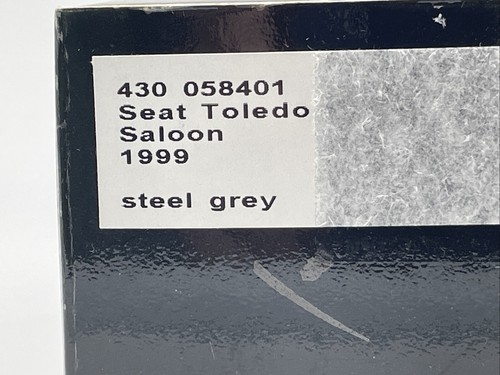 430 058401
Seat Toledo
Saloon
1999
steel grey